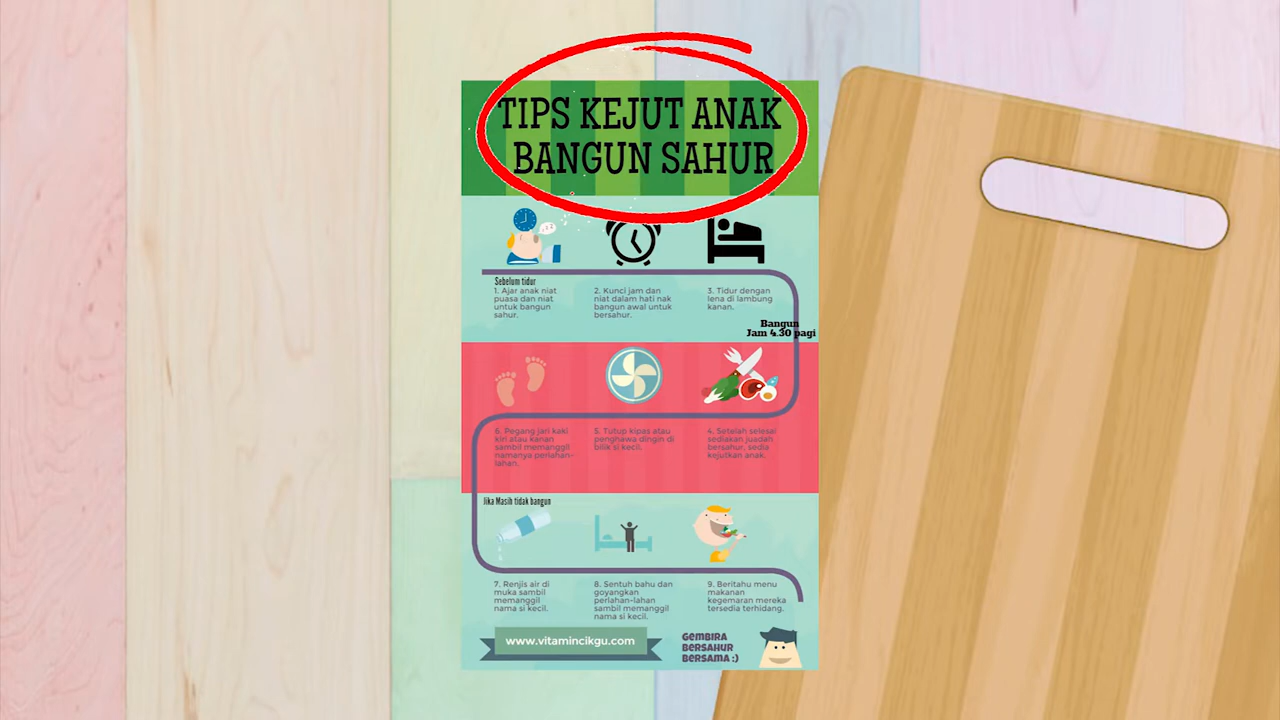 TIPS KEJUT ANAK
BANGUN SAHUR
Sebelum tidur
1. Ajar anak niat
puasa dan niat
untuk bangun
sahur.
2. Kunci jam dan
niat dalam hati nak
bangun awal untuk
bersahur.
3. Tidur dengan
lena di lambung
kanan.
Bangun
Jam 4.30 pagi
6. Pegang jari kaki
kiri atau kanan
sambil memanggil
namanya perlahan-
lahan.
5. Tutup kipas atau
penghawa dingin di
bilik si kecil.
4. Setelah selesai
sediakan juadah
bersahur, sedia
kejutkan anak.
Jika Masih tidak bangun
7. Renjis air di
muka sambil
memanggil
nama si kecil.
8. Sentuh bahu dan
goyangkan
perlahan-lahan
sambil memanggil
nama si kecil.
9. Beritahu menu
makanan
kegemaran mereka
tersedia terhidang.
www.vitamincikgu.com
GEMBIRA
BERSAHUR
BERSAMA :)